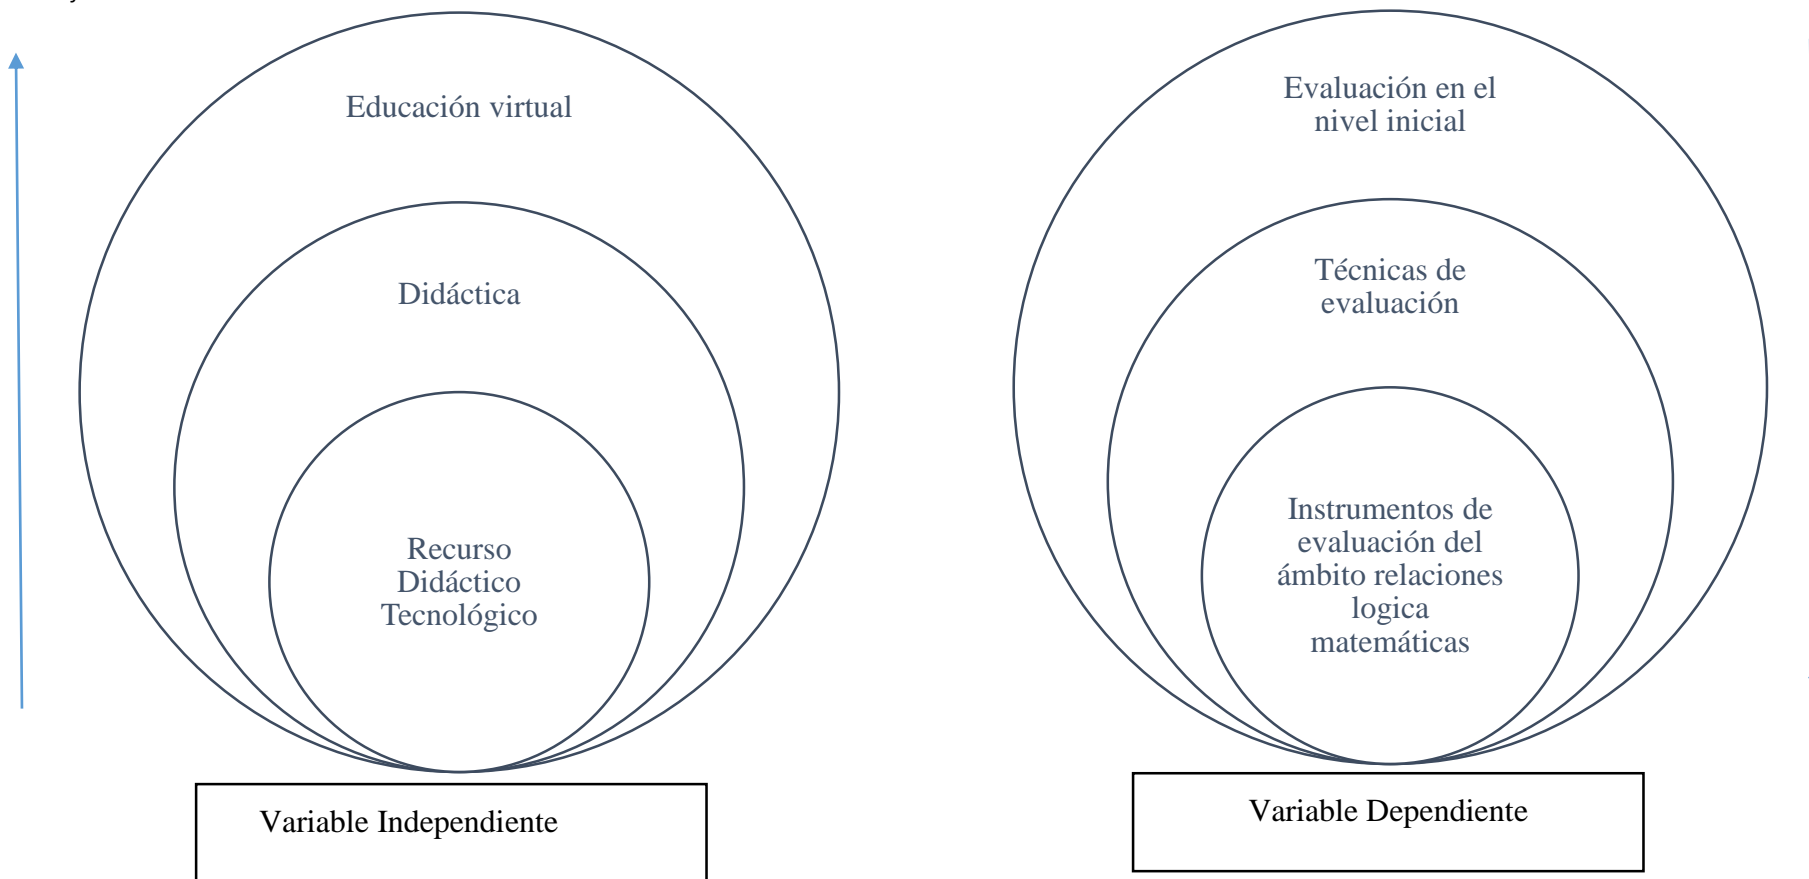 Educación virtual
Didáctica
Recurso
Didáctico
Tecnológico
Variable Independiente
Evaluación en el
nivel inicial
Técnicas de
evaluación
Instrumentos de
evaluación del
ámbito relaciones
logica
matemáticas
Variable Dependiente